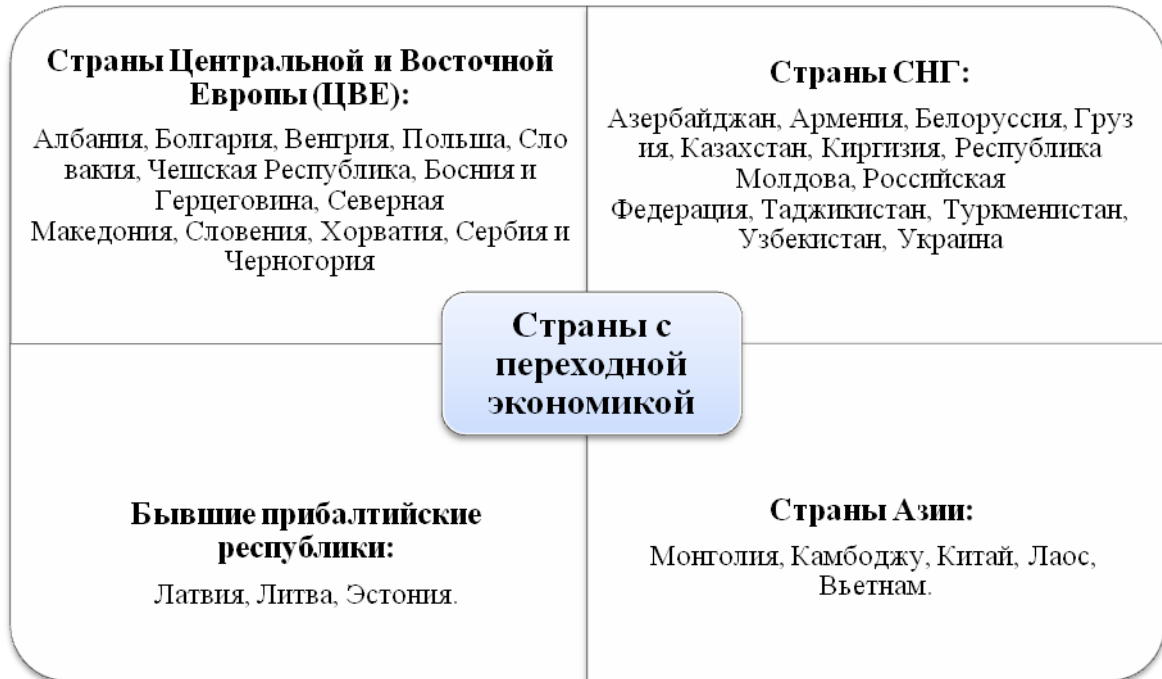 Страны Центральной и Восточной
Европы (ЦВЕ):
Албания, Болгария, Венгрия, Польша, Сло
вакия, Чешская Республика, Босния и
Герцеговина, Северная
Македония, Словения, Хорватия, Сербия и
Черногория
Страны СНГ:
Азербайджан, Армения, Белоруссия, Груз
ия, Казахстан, Киргизия, Республика
Молдова, Российская
Федерация, Таджикистан, Туркменистан,
Узбекистан, Украина
Страны с
переходной
экономикой
Бывшие прибалтийские
республики:
Латвия, Литва, Эстония.
Страны Азии:
Монголия, Камбоджу, Китай, Лаос,
Вьетнам.